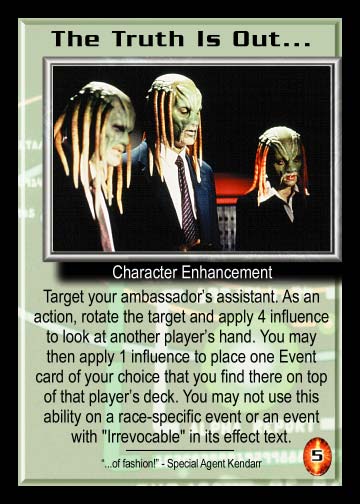 The Truth Is Out...
Character Enhancement
Target your ambassador's assistant. As an
action, rotate the target and apply 4 influence
to look at another player's hand. You may
then apply 1 influence to place one Event
card of your choice that you find there on top
of that player's deck. You may not use this
ability on a race-specific event or an event
with "Irrevocable" in its effect text.
5
"...of fashion!" - Special Agent Kendarr